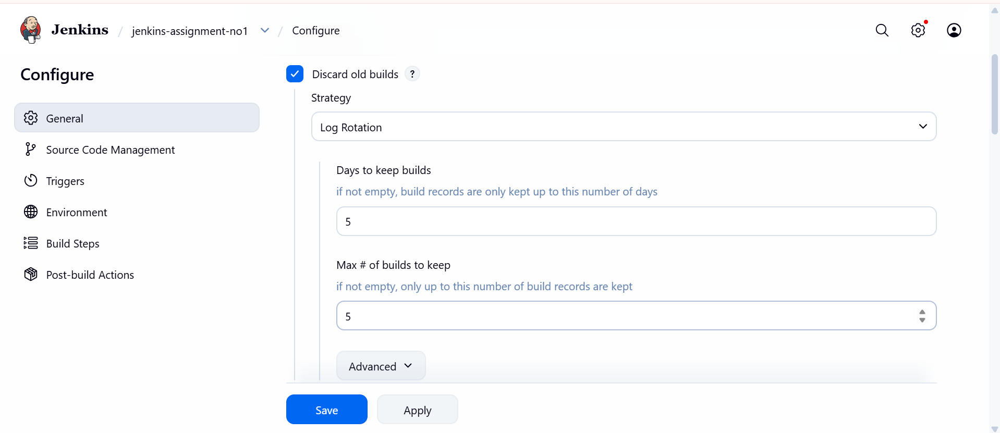 Jenkins / jenkins-assignment-no1 / Configure
Configure
General
Source Code Management
Triggers
Environment
Build Steps
Post-build Actions
Discard old builds ?
Strategy
Log Rotation
Days to keep builds
if not empty, build records are only kept up to this number of days
5
Max # of builds to keep
if not empty, only up to this number of build records are kept
5
Advanced
Save Apply